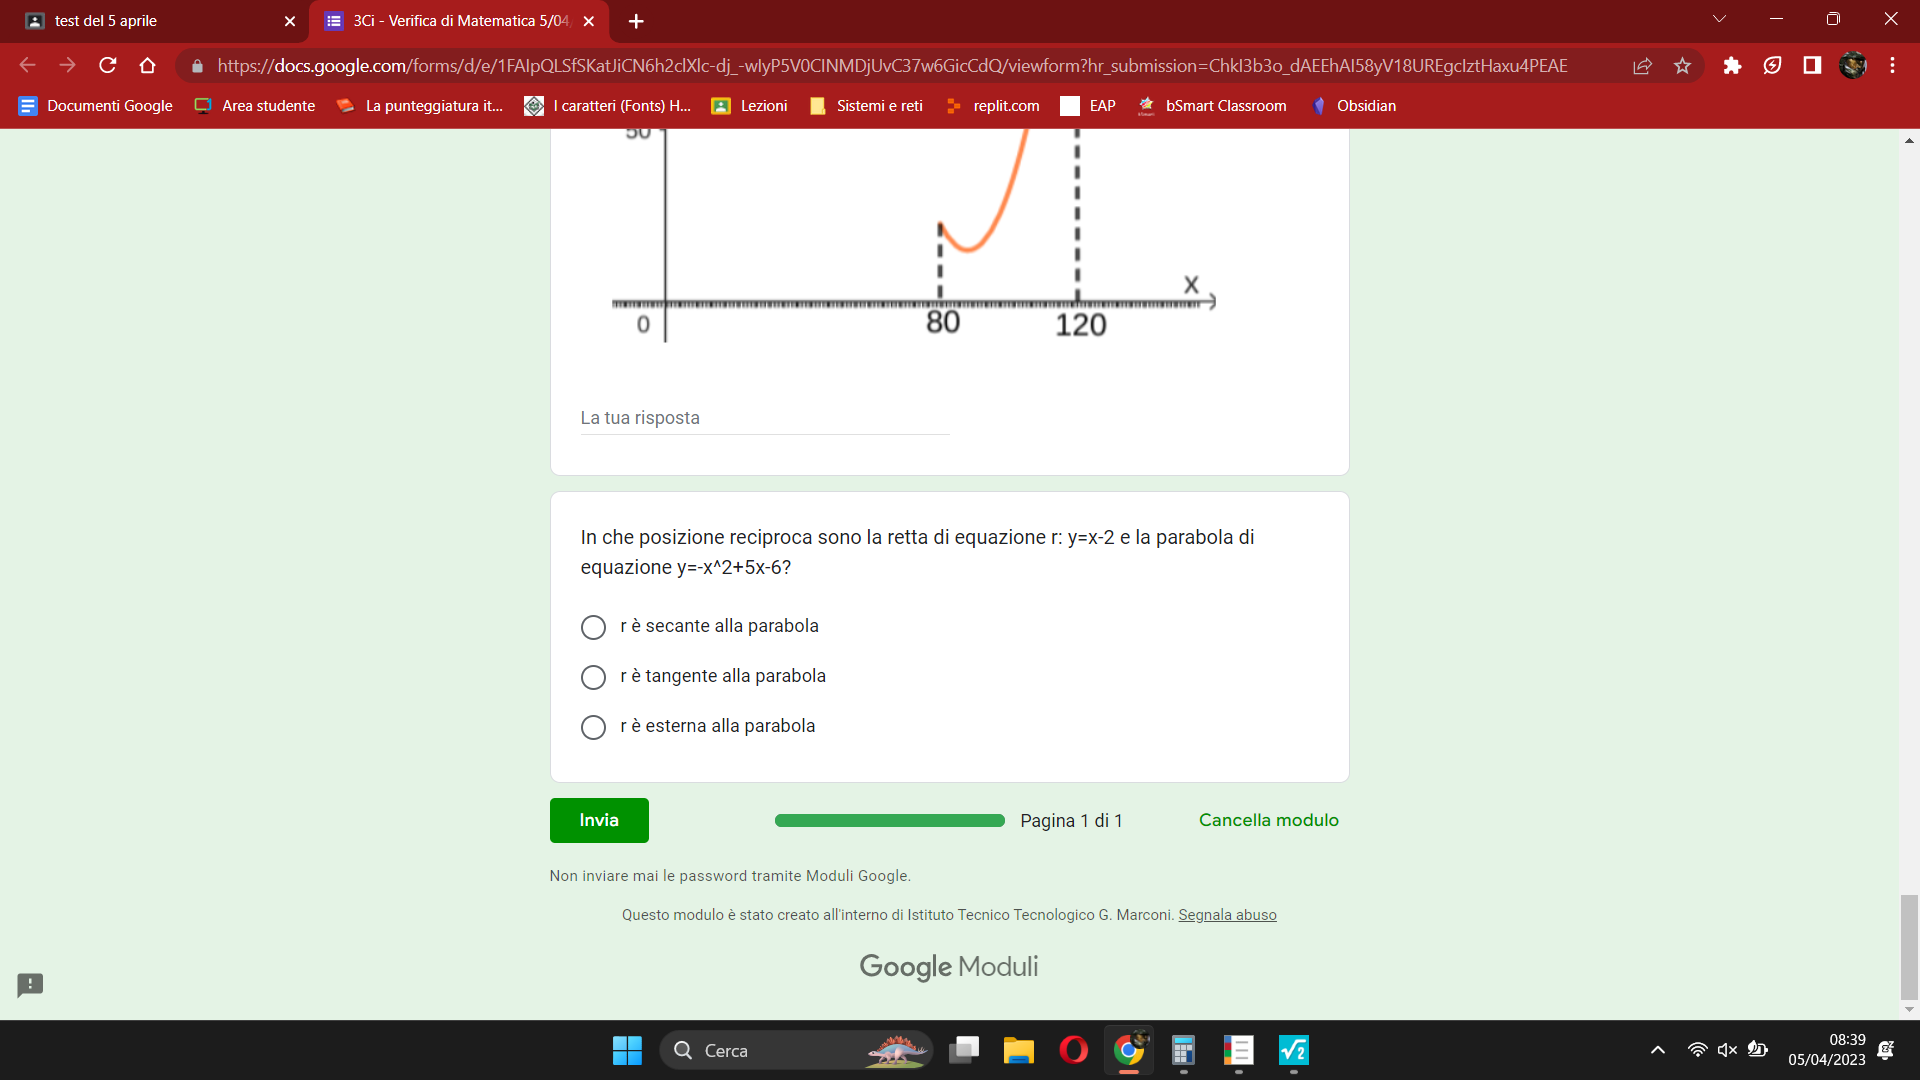 test del 5 aprile
3Ci - Verifica di Matematica 5/04
https://docs.google.com/forms/d/e/1FAIpQLSfSKatJiCN6h2clXlc-dj_-wIyP5V0CINMDjUvC37w6GicCdQ/viewform?hr_submission=ChkI3b3o_dAEEhAI58yV18UREgcIztHaxu4PEAE
Documenti Google
Area studente
La punteggiatura it...
I caratteri (Fonts) H...
Lezioni
Sistemi e reti
replit.com
EAP
bSmart Classroom
Obsidian
50
X
0
80
120
La tua risposta
In che posizione reciproca sono la retta di equazione r: y=x-2 e la parabola di
equazione y=-x^2+5x-6?
r è secante alla parabola
r è tangente alla parabola
r è esterna alla parabola
Invia
Pagina 1 di 1
Cancella modulo
Non inviare mai le password tramite Moduli Google.
Questo modulo è stato creato all'interno di Istituto Tecnico Tecnologico G. Marconi. Segnala abuso
Google Moduli
Cerca
08:39
05/04/2023